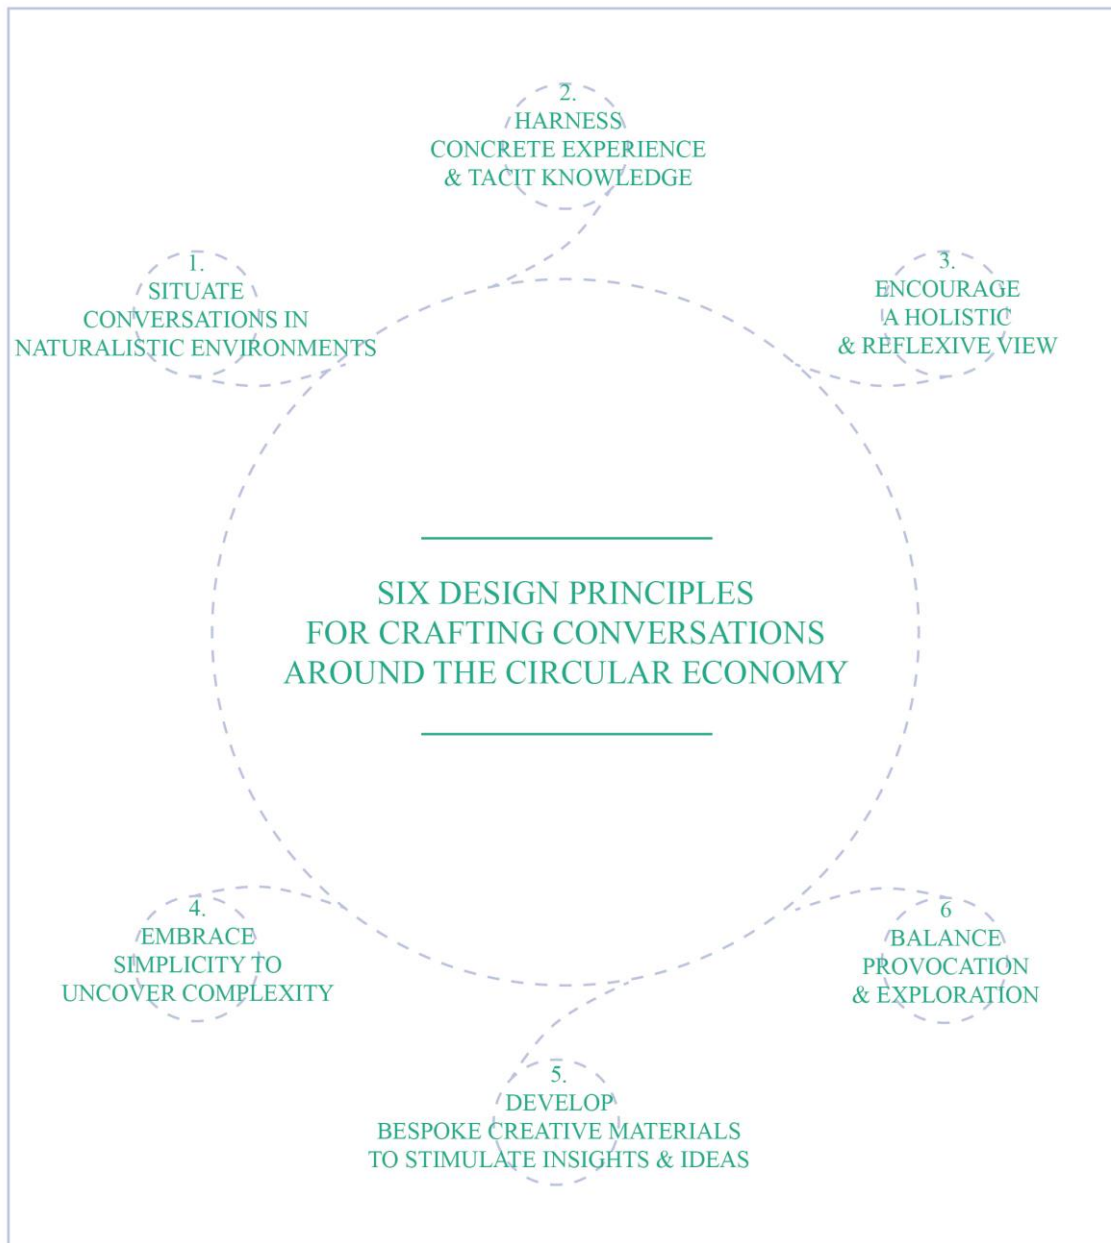 2.
HARNESS
CONCRETE EXPERIENCE
& TACIT KNOWLEDGE
1.
SITUATE
CONVERSATIONS IN
NATURALISTIC ENVIRONMENTS
3.
ENCOURAGE
A HOLISTIC
& REFLEXIVE VIEW
SIX DESIGN PRINCIPLES
FOR CRAFTING CONVERSATIONS
AROUND THE CIRCULAR ECONOMY
4.
EMBRACE
SIMPLICITY TO
UNCOVER COMPLEXITY
6
BALANCE
PROVOCATION
& EXPLORATION
5.
DEVELOP
BESPOKE CREATIVE MATERIALS
TO STIMULATE INSIGHTS & IDEAS